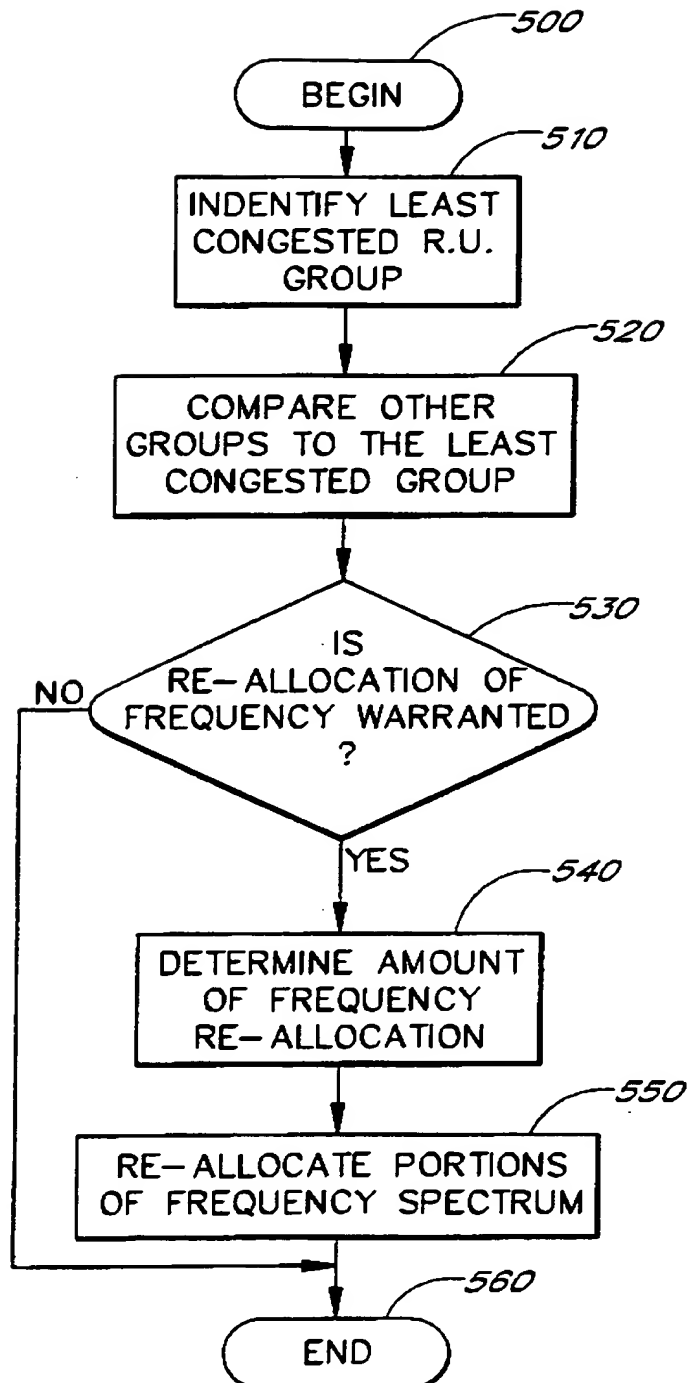 500
BEGIN
510
INDENTIFY LEAST
CONGESTED R.U.
GROUP
520
COMPARE OTHER
GROUPS TO THE LEAST
CONGESTED GROUP
530
IS
RE-ALLOCATION OF
FREQUENCY WARRANTED
?
NO
YES
540
DETERMINE AMOUNT
OF FREQUENCY
RE-ALLOCATION
550
RE-ALLOCATE PORTIONS
OF FREQUENCY SPECTRUM
560
END